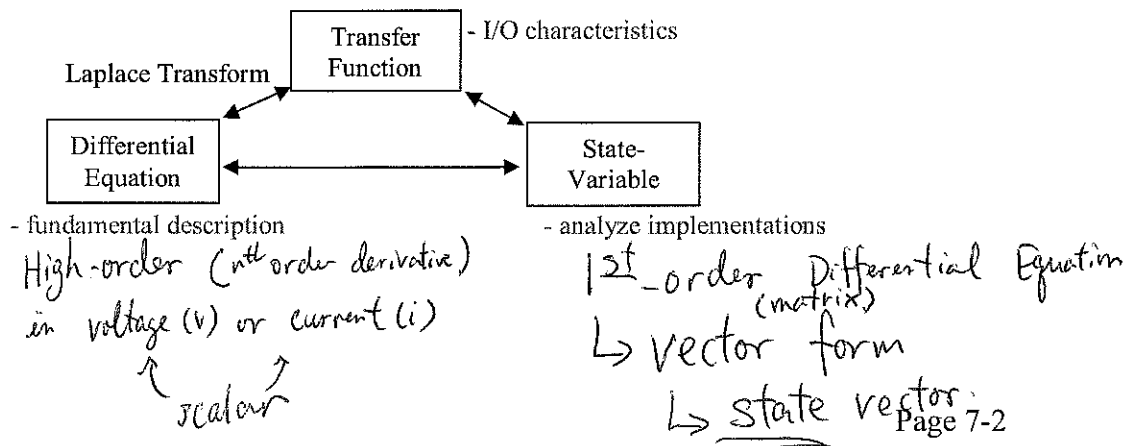 Transfer
Function
- I/O characteristics
Laplace Transform
Differential
Equation
State-
Variable
- fundamental description
High-order (nth order derivative)
in voltage (v) or current (i)
scalar
- analyze implementations
1st-order Differential Equation
(matrix)
↳ vector form
↳ state vector.
Page 7-2